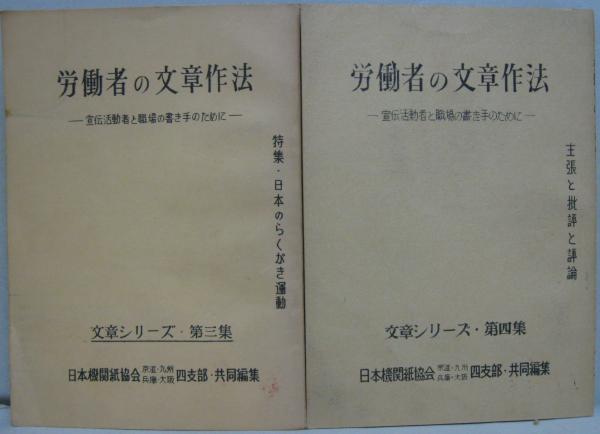 労働者の文章作法
―宣伝活動者と職場の書き手のために―
特集・日本のらくがき運動
文章シリーズ・第三集
日本機関紙協会 京滋・九州 兵庫・大阪 四支部・共同編集
労働者の文章作法
―宣伝活動者と職場の書き手のために―
主張と批評と評論
文章シリーズ・第四集
日本機関紙協会 京滋・九州 兵庫・大阪 四支部・共同編集